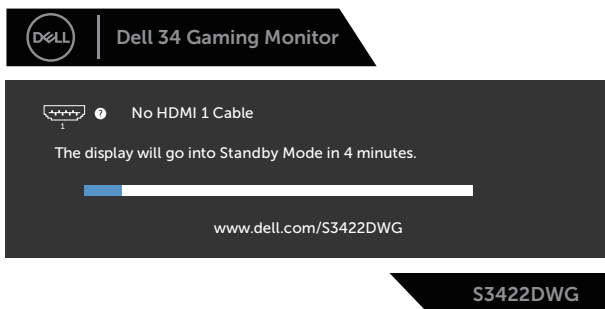 DELL
Dell 34 Gaming Monitor
? No HDMI 1 Cable
1
The display will go into Standby Mode in 4 minutes.
www.dell.com/S3422DWG
S3422DWG